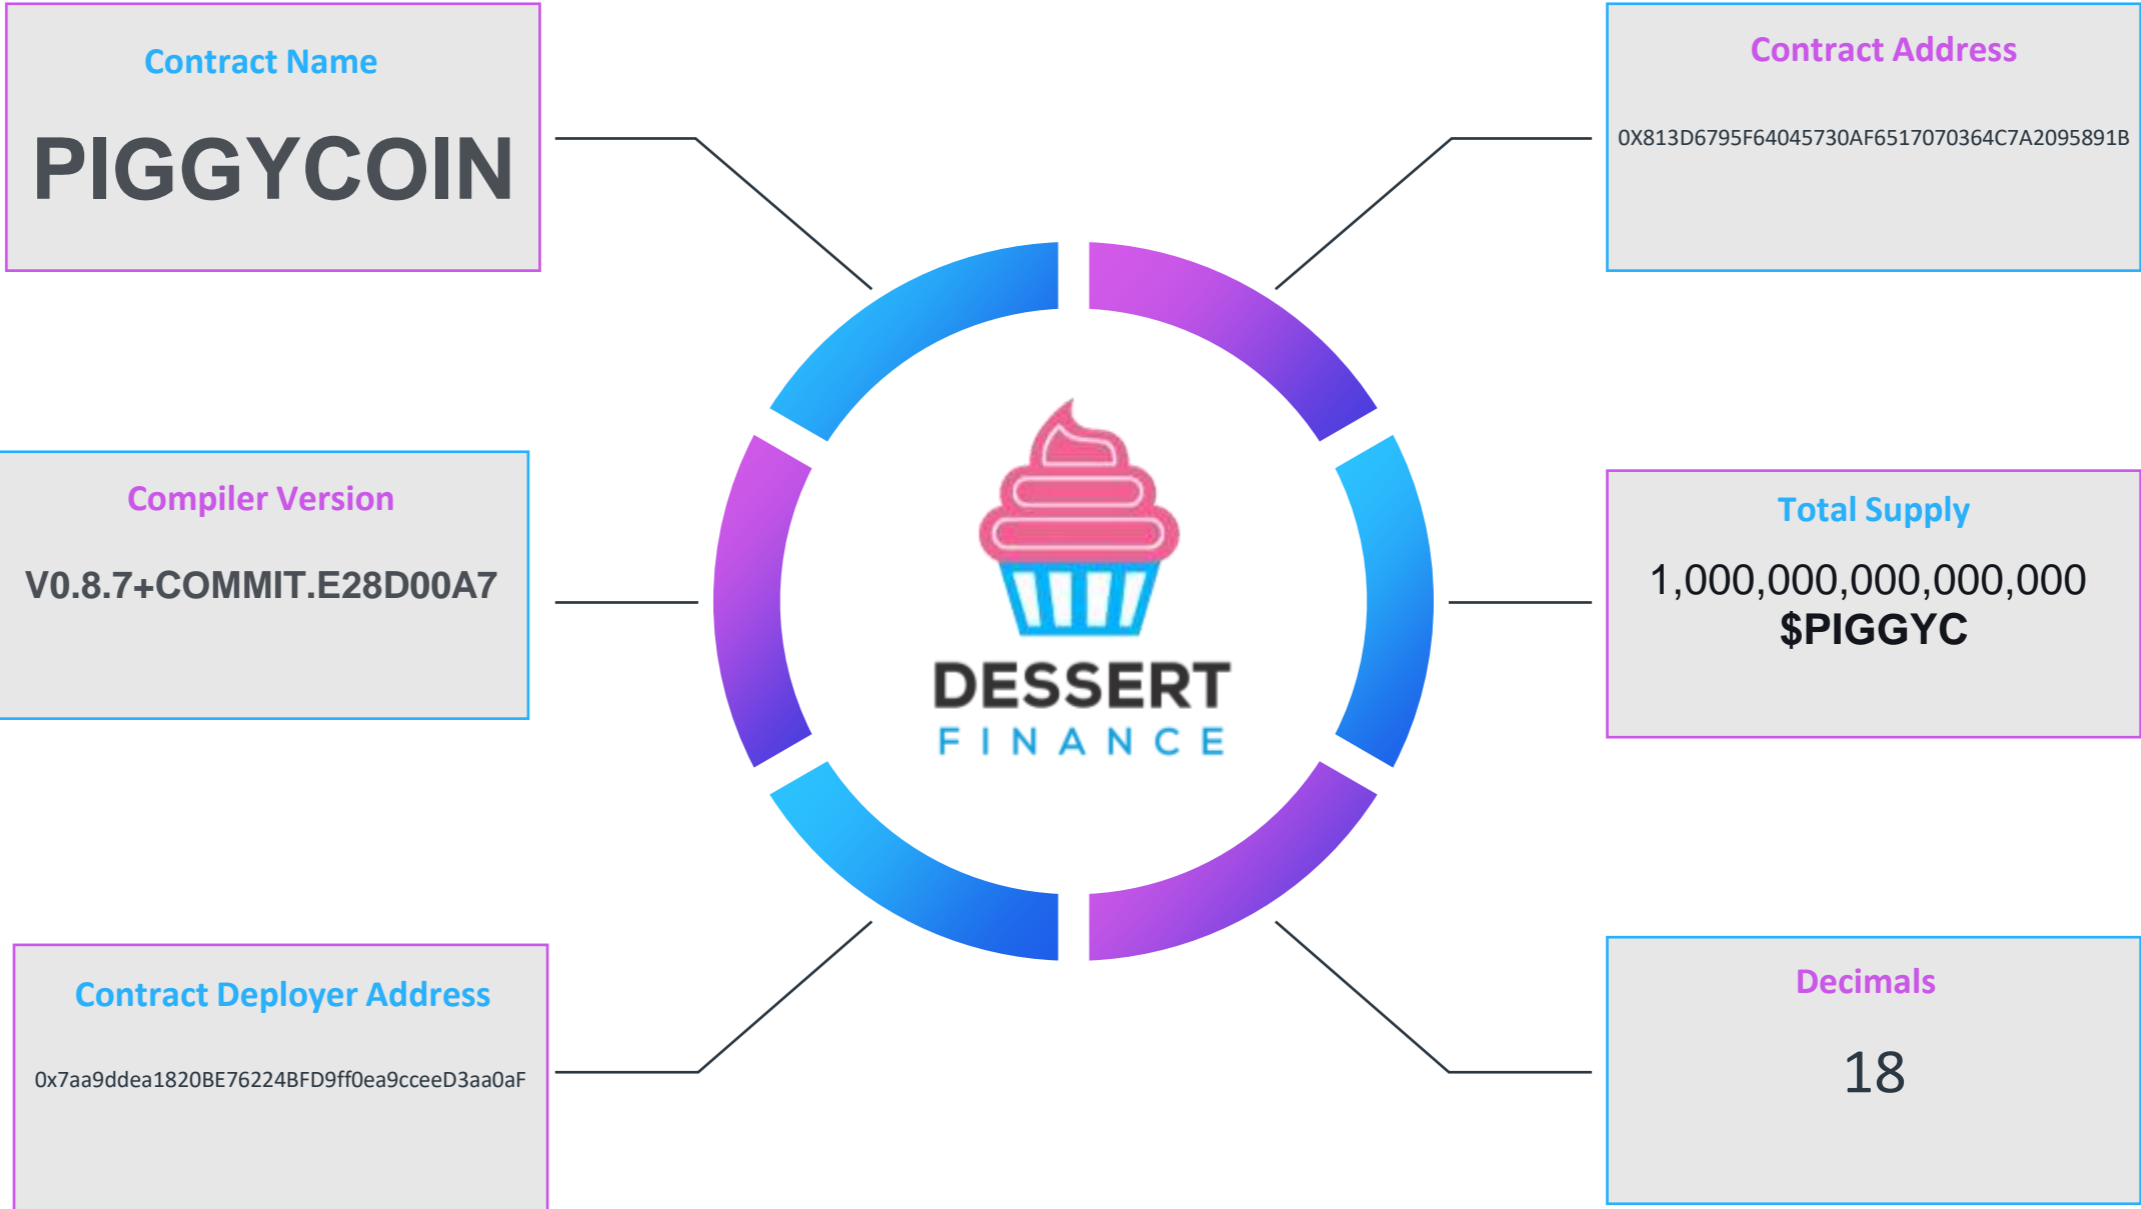 Contract Name
PIGGYCOIN
Contract Address
0X813D6795F64045730AF6517070364C7A2095891B
Compiler Version
V0.8.7+COMMIT.E28D00A7
Total Supply
1,000,000,000,000,000
$PIGGYC
DESSERT
FINANCE
Contract Deployer Address
0x7aa9ddea1820BE76224BFD9ff0ea9cceeD3aa0aF
Decimals
18